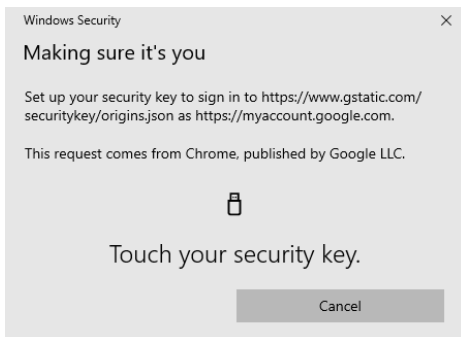 Windows Security
Making sure it's you
Set up your security key to sign in to https://www.gstatic.com/
securitykey/origins.json as https://myaccount.google.com.
This request comes from Chrome, published by Google LLC.
Touch your security key.
Cancel